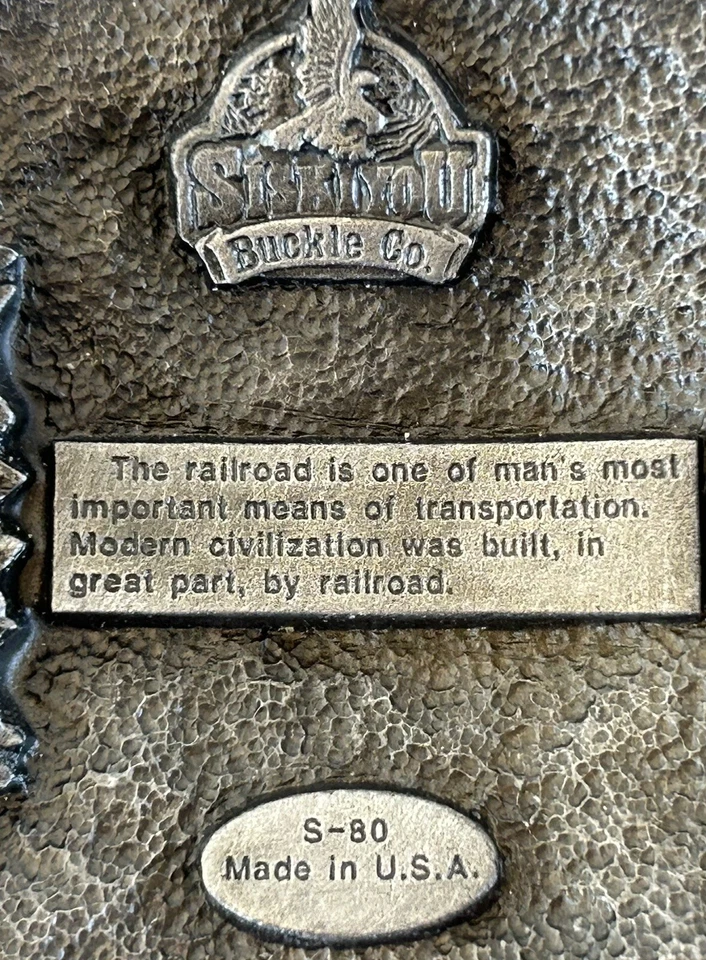 SISKIYOU
Buckle Co.
The railroad is one of man's most
important means of transportation.
Modern civilization was built, in
great part, by railroad.
S-80
Made in U.S.A.